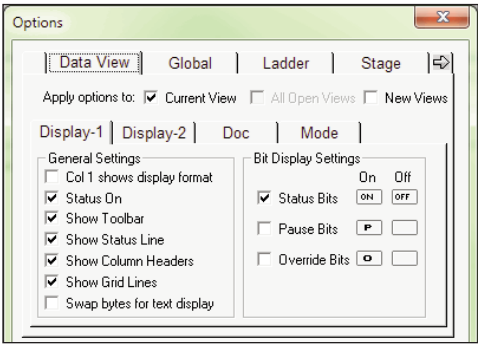 Options
Data View Global Ladder Stage
Apply options to: Current View All Open Views New Views
Display-1 Display-2 Doc Mode
General Settings
Col 1 shows display format
Status On
Show Toolbar
Show Status Line
Show Column Headers
Show Grid Lines
Swap bytes for text display
Bit Display Settings
On Off
Status Bits ON OFF
Pause Bits P
Override Bits O